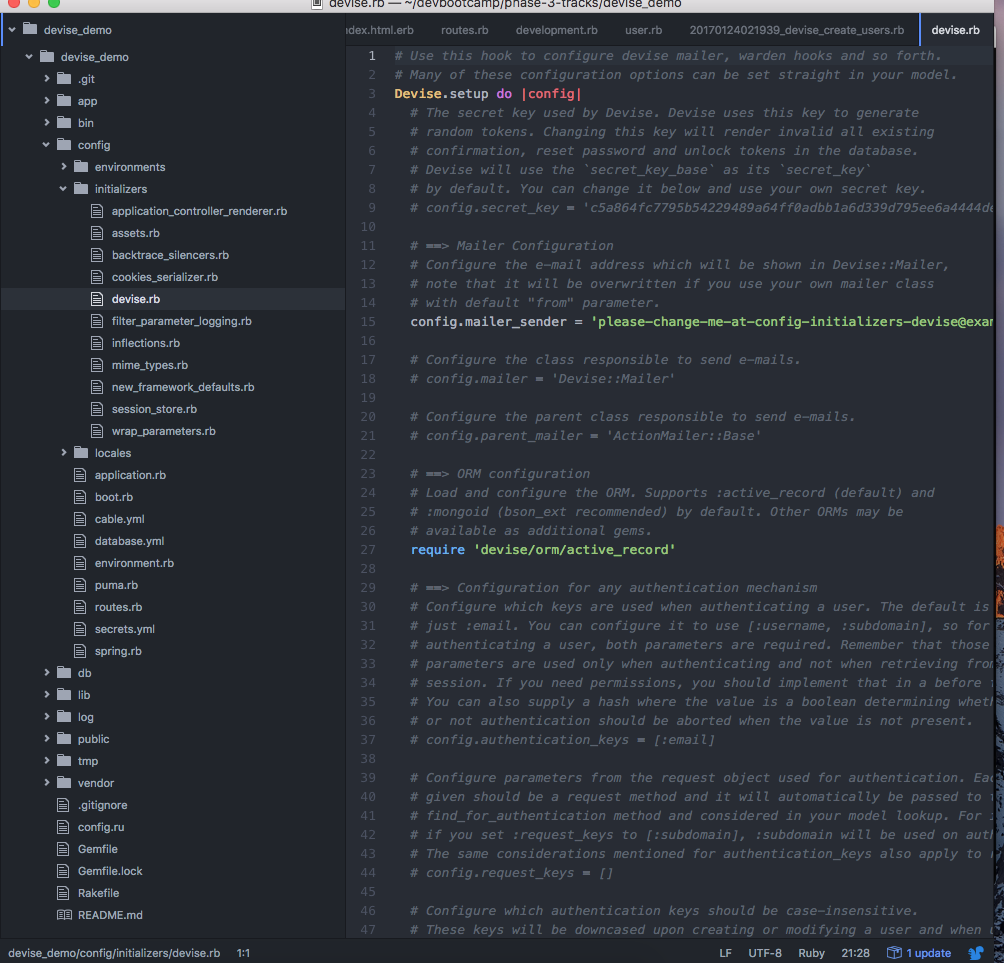 devise.rb — ~/devbootcamp/phase-3-tracks/devise_demo
devise_demo
dex.html.erb routes.rb development.rb user.rb 20170124021939_devise_create_users.rb devise.rb
devise_demo
.git
app
bin
config
environments
initializers
application_controller_renderer.rb
assets.rb
backtrace_silencers.rb
cookies_serializer.rb
devise.rb
filter_parameter_logging.rb
inflections.rb
mime_types.rb
new_framework_defaults.rb
session_store.rb
wrap_parameters.rb
locales
application.rb
boot.rb
cable.yml
database.yml
environment.rb
puma.rb
routes.rb
secrets.yml
spring.rb
db
lib
log
public
tmp
vendor
.gitignore
config.ru
Gemfile
Gemfile.lock
Rakefile
README.md
1 # Use this hook to configure devise mailer, warden hooks and so forth.
2 # Many of these configuration options can be set straight in your model.
3 Devise.setup do |config|
4 # The secret key used by Devise. Devise uses this key to generate
5 # random tokens. Changing this key will render invalid all existing
6 # confirmation, reset password and unlock tokens in the database.
7 # Devise will use the `secret_key_base` as its `secret_key`
8 # by default. You can change it below and use your own secret key.
9 # config.secret_key = 'c5a864fc7795b54229489a64ff0adbb1a6d339d795ee6a4444de
10
11 # ==> Mailer Configuration
12 # Configure the e-mail address which will be shown in Devise::Mailer,
13 # note that it will be overwritten if you use your own mailer class
14 # with default "from" parameter.
15 config.mailer_sender = 'please-change-me-at-config-initializers-devise@exam
16
17 # Configure the class responsible to send e-mails.
18 # config.mailer = 'Devise::Mailer'
19
20 # Configure the parent class responsible to send e-mails.
21 # config.parent_mailer = 'ActionMailer::Base'
22
23 # ==> ORM configuration
24 # Load and configure the ORM. Supports :active_record (default) and
25 # :mongoid (bson_ext recommended) by default. Other ORMs may be
26 # available as additional gems.
27 require 'devise/orm/active_record'
28
29 # ==> Configuration for any authentication mechanism
30 # Configure which keys are used when authenticating a user. The default is
31 # just :email. You can configure it to use [:username, :subdomain], so for
32 # authenticating a user, both parameters are required. Remember that those
33 # parameters are used only when authenticating and not when retrieving from
34 # session. If you need permissions, you should implement that in a before
35 # You can also supply a hash where the value is a boolean determining wheth
36 # or not authentication should be aborted when the value is not present.
37 # config.authentication_keys = [:email]
38
39 # Configure parameters from the request object used for authentication. Eac
40 # given should be a request method and it will automatically be passed to
41 # find_for_authentication method and considered in your model lookup. For
42 # if you set :request_keys to [:subdomain], :subdomain will be used on auth
43 # The same considerations mentioned for authentication_keys also apply to
44 # config.request_keys = []
45
46 # Configure which authentication keys should be case-insensitive.
47 # These keys will be downcased upon creating or modifying a user and when
devise_demo/config/initializers/devise.rb 1:1 LF UTF-8 Ruby 21:28 1 update